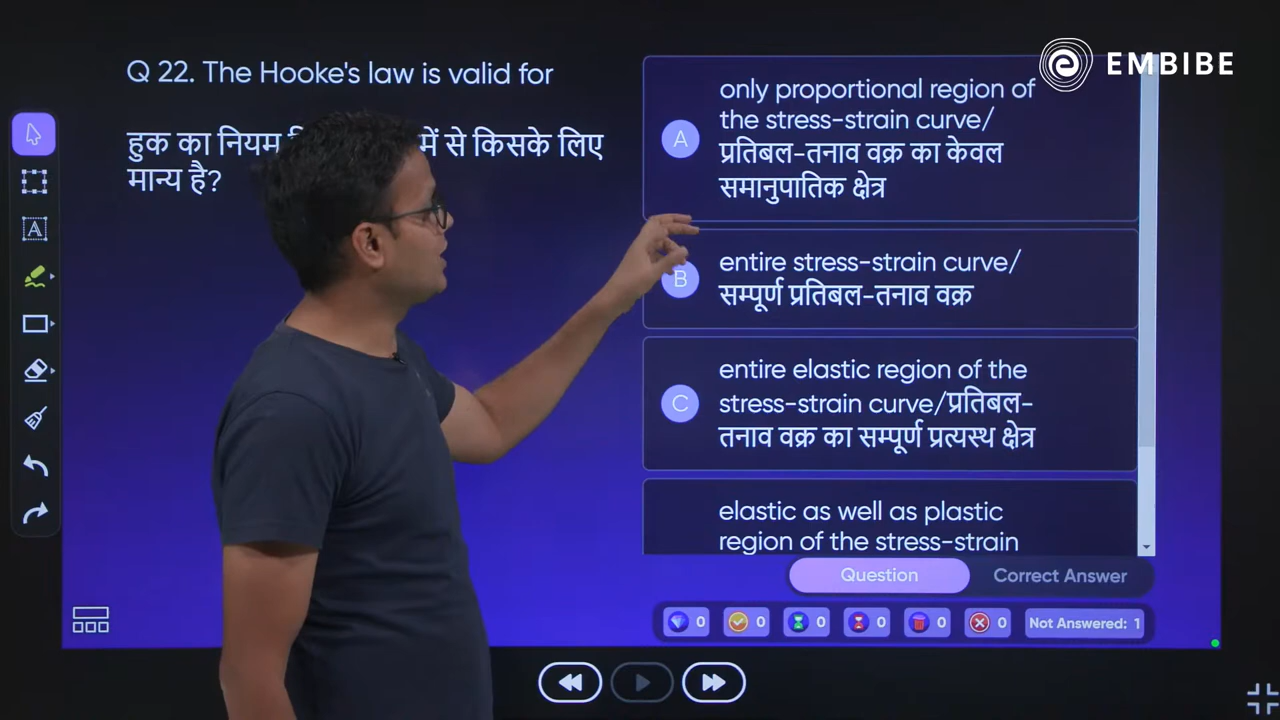 EMBIBE
Q 22. The Hooke's law is valid for
हुक का नियम में से किसके लिए
मान्य है?
A
only proportional region of
the stress-strain curve/
प्रतिबल-तनाव वक्र का केवल
समानुपातिक क्षेत्र
B
entire stress-strain curve/
सम्पूर्ण प्रतिबल-तनाव वक्र
C
entire elastic region of the
stress-strain curve/प्रतिबल-
तनाव वक्र का सम्पूर्ण प्रत्यस्थ क्षेत्र
elastic as well as plastic
region of the stress-strain
Question
Correct Answer
0
0
0
0
0
0
Not Answered: 1
A